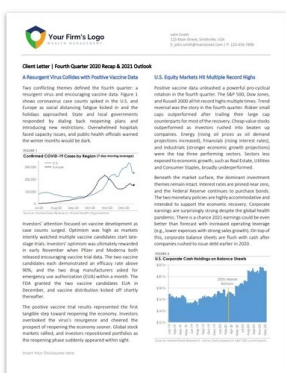 Your Firm's Logo
WEALTH MANAGEMENT
John Smith
123 Main Street, Smithville, USA
Client Letter | Fourth Quarter 2020 Recap & 2021 Outlook
A Resurgent Virus Collides with Positive Vaccine Data
Two conflicting themes defined the fourth quarter: a
resurgent virus and encouraging vaccine data. Figure 1
shows coronavirus case counts spiked in the U.S. and
Europe as social distancing fatigue kicked in and the
holidays approached. State and local governments
responded by dialing back reopening plans and
introducing new restrictions. Overwhelmed hospitals
faced capacity issues, and public health officials warned
the winter months would be dark.
FIGURE 1
Confirmed COVID-19 Cases by Region (7-day moving average)
Investors' attention focused on vaccine development as
case counts surged. Optimism was high as markets
intently watched multiple vaccine candidates start late-
stage trials. Investors' optimism was ultimately rewarded
in early November when Pfizer and Moderna both
released encouraging vaccine trial data. The two vaccine
candidates each demonstrated an efficacy rate above
90%, and the two drug manufacturers asked for
emergency use authorization (EUA) within a month. The
FDA granted the two vaccine candidates EUA in
December, and vaccine distribution kicked off shortly
thereafter.
The positive vaccine trial results represented the first
tangible step toward reopening the economy. Investors
overlooked the virus's resurgence and cheered the
prospect of reopening the economy sooner. Global stock
markets rallied, and investors repositioned portfolios as
the reopening phase suddenly appeared within sight.
Insert Your Disclosures Here
U.S. Equity Markets Hit Multiple Record Highs
Positive vaccine data unleashed a powerful pro-cyclical
rotation in the fourth quarter. The S&P 500, Dow Jones,
and Russell 2000 all hit record highs multiple times. Trend
reversal was the story in the fourth quarter. Riskier small
caps outperformed after trailing their large cap
counterparts for most of the recovery. Cheap value stocks
outperformed as investors rushed into beaten up
companies. Energy (rising oil prices as oil demand
projections increased), Financials (rising interest rates),
and Industrials (stronger economic growth projections)
were the top three performing sectors. Sectors less
exposed to economic growth, such as Real Estate, Utilities
and Consumer Staples, broadly underperformed.
Beneath the market surface, the dominant investment
themes remain intact. Interest rates are pinned near zero,
and the Federal Reserve continues to purchase bonds.
The two monetary policies are highly accommodative and
intended to support the economic recovery. Corporate
earnings are surprisingly strong despite the global health
pandemic. There is a chance 2021 earnings could be even
better than forecast with increased operating leverage
(e.g., lower expenses with strong sales growth). On top of
this, corporate balance sheets are flush with cash after
companies rushed to issue debt earlier in 2020.
FIGURE 2
U.S. Corporate Cash Holdings on Balance Sheets